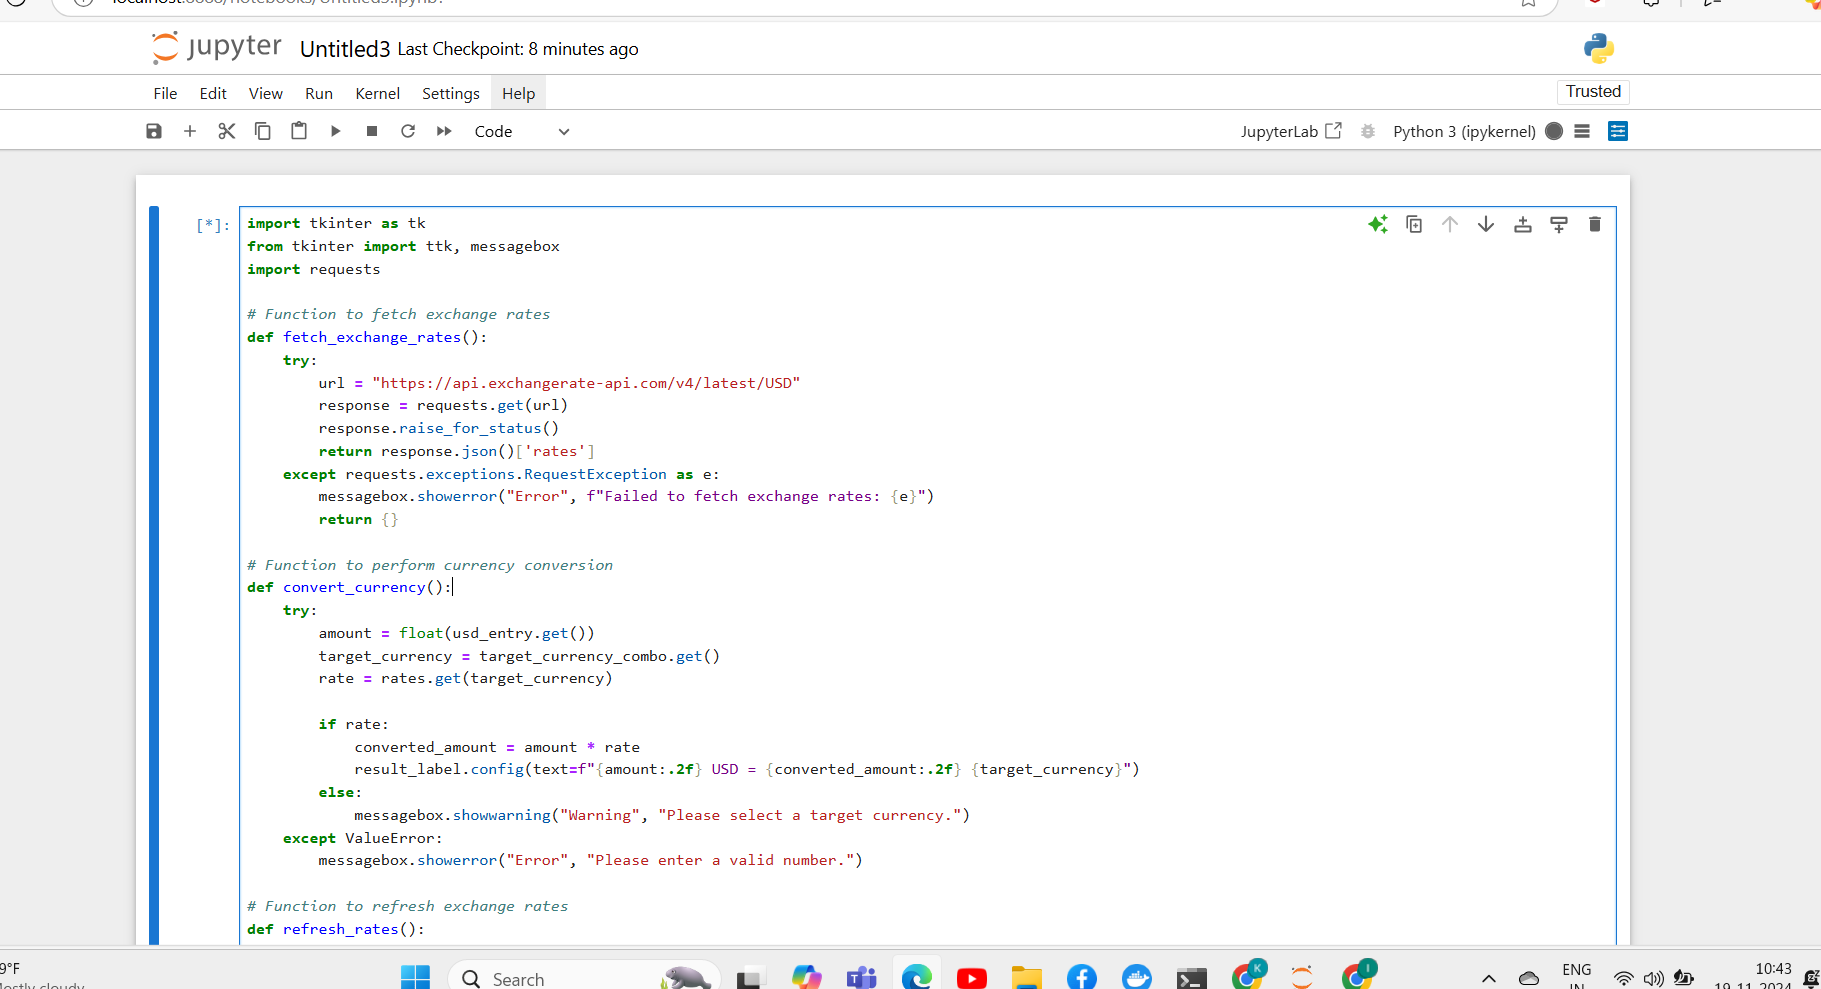 jupyter Untitled3 Last Checkpoint: 8 minutes ago
File Edit View Run Kernel Settings Help Trusted
Code JupyterLab Python 3 (ipykernel)
[*]:
import tkinter as tk
from tkinter import ttk, messagebox
import requests
# Function to fetch exchange rates
def fetch_exchange_rates():
    try:
        url = "https://api.exchangerate-api.com/v4/latest/USD"
        response = requests.get(url)
        response.raise_for_status()
        return response.json()['rates']
    except requests.exceptions.RequestException as e:
        messagebox.showerror("Error", f"Failed to fetch exchange rates: {e}")
        return {}
# Function to perform currency conversion
def convert_currency():
    try:
        amount = float(usd_entry.get())
        target_currency = target_currency_combo.get()
        rate = rates.get(target_currency)
        if rate:
            converted_amount = amount * rate
            result_label.config(text=f"{amount:.2f} USD = {converted_amount:.2f} {target_currency}")
        else:
            messagebox.showwarning("Warning", "Please select a target currency.")
    except ValueError:
        messagebox.showerror("Error", "Please enter a valid number.")
# Function to refresh exchange rates
def refresh_rates():
9°F
Search
ENG
IN
10:43
19-11-2024